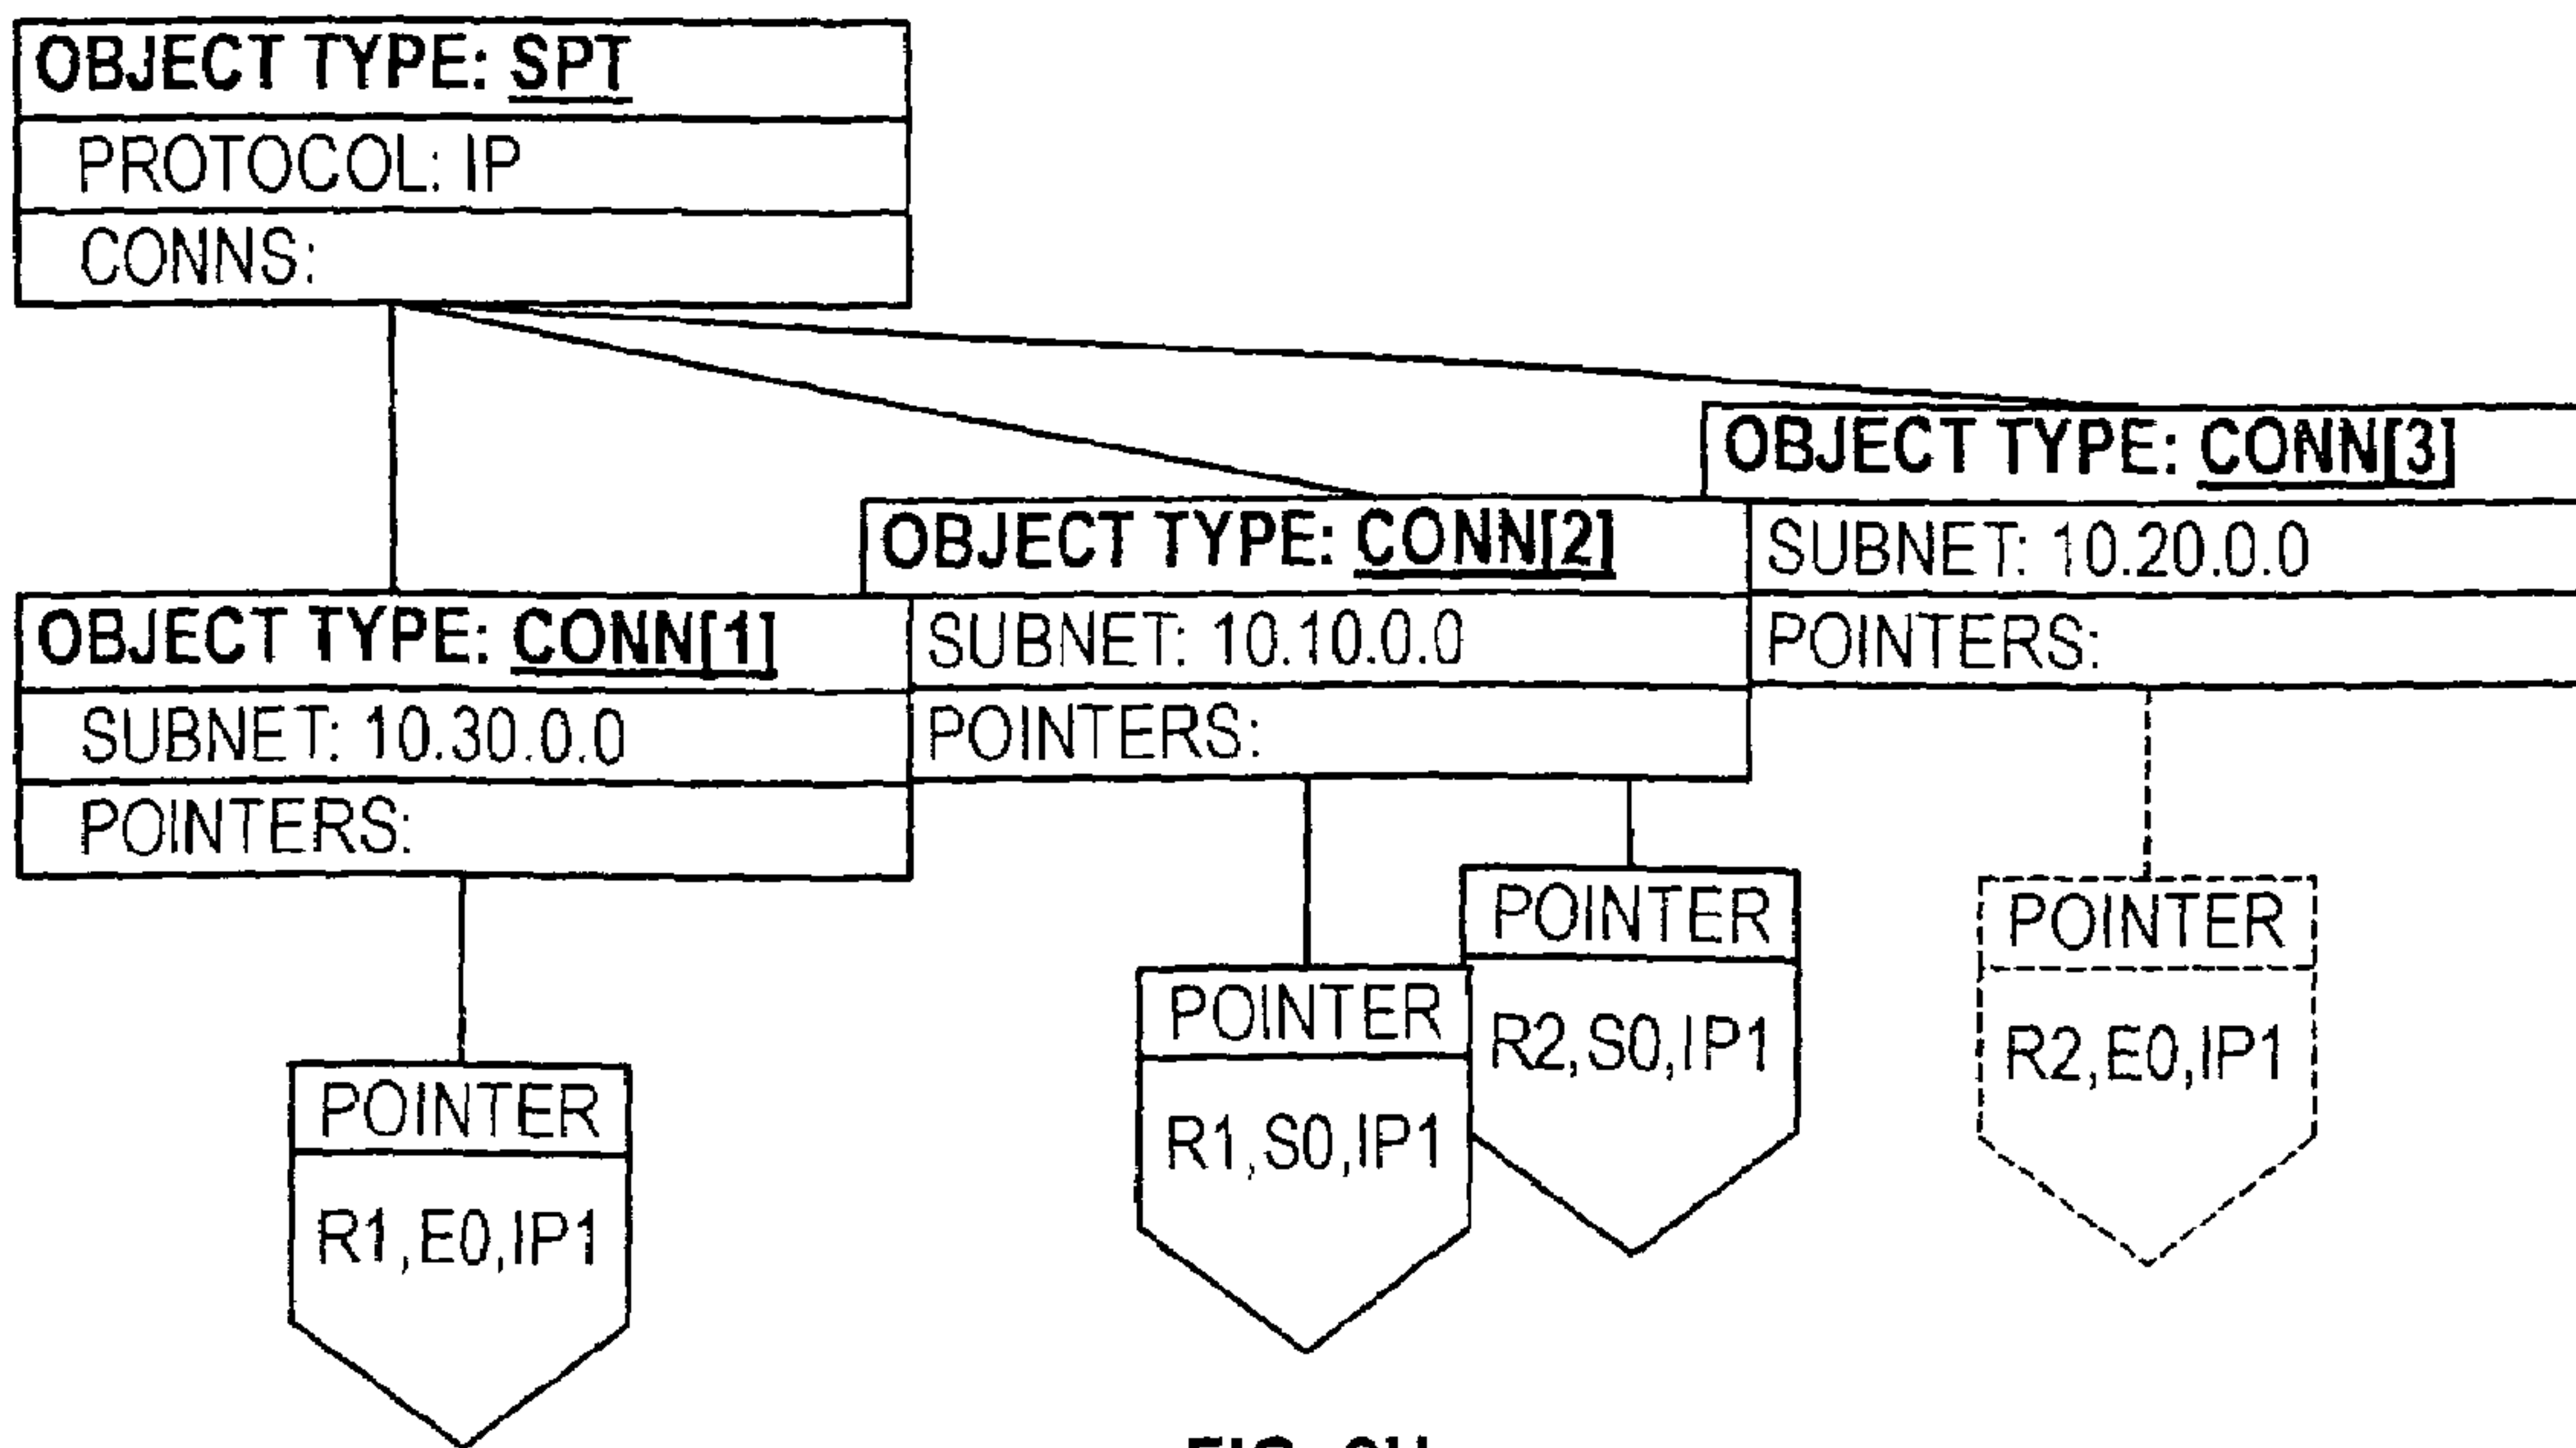 OBJECT TYPE: SPT
PROTOCOL: IP
CONNS:
OBJECT TYPE: CONN[3]
SUBNET: 10.20.0.0
POINTERS:
OBJECT TYPE: CONN[2]
SUBNET: 10.10.0.0
POINTERS:
OBJECT TYPE: CONN[1]
SUBNET: 10.30.0.0
POINTERS:
POINTER
R1,E0,IP1
POINTER
R1,S0,IP1
POINTER
R2,S0,IP1
POINTER
R2,E0,IP1
FIG.